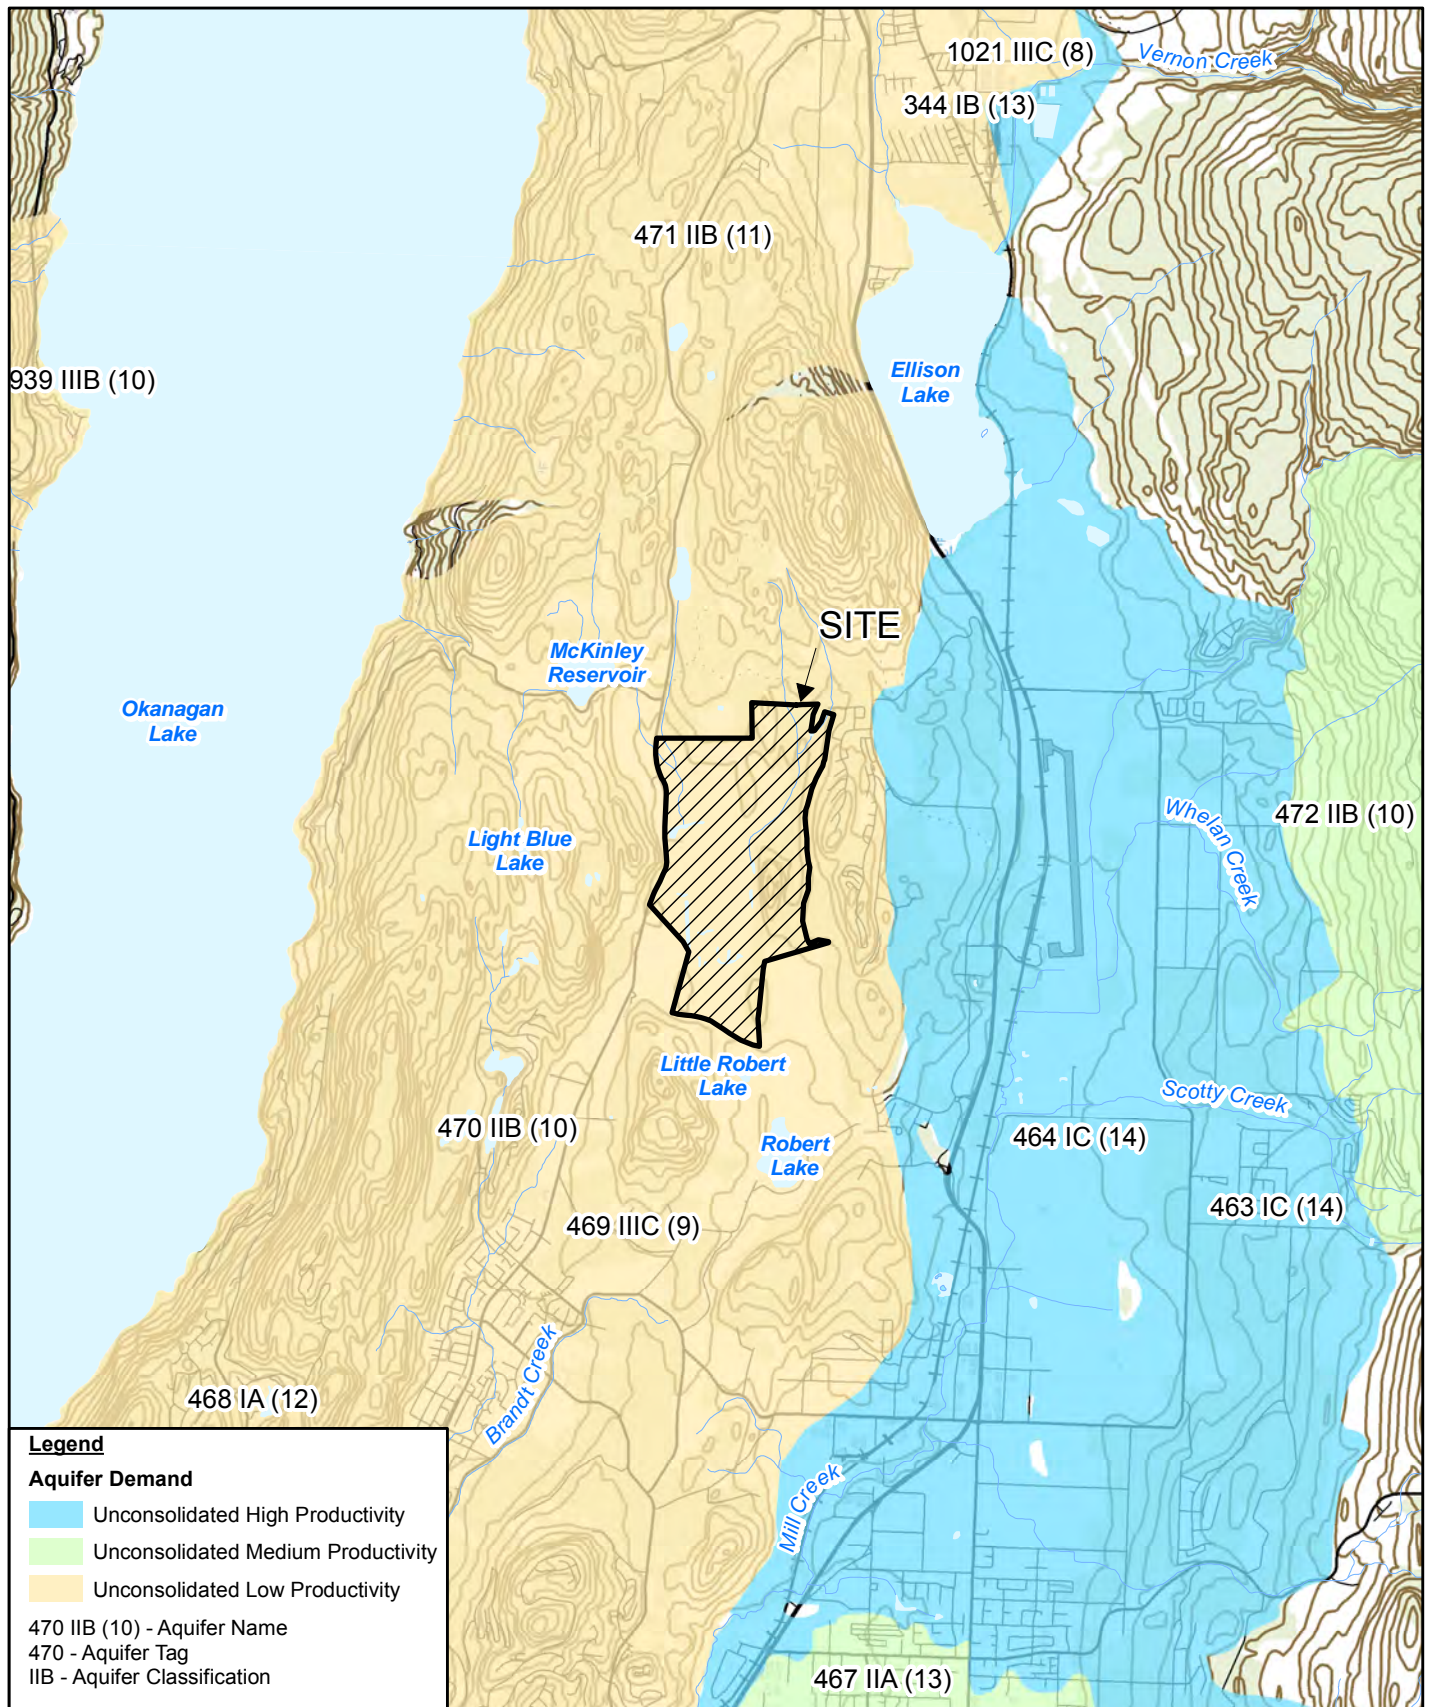 1021 IIIC (8)
Vernon Creek
344 IB (13)
471 IIB (11)
939 IIIB (10)
Ellison
Lake
SITE
McKinley
Reservoir
Okanagan
Lake
Whelan Creek
472 IIB (10)
Light Blue
Lake
Little Robert
Lake
Scotty Creek
470 IIB (10)
464 IC (14)
Robert
Lake
463 IC (14)
469 IIIC (9)
Brandt Creek
468 IA (12)
Mill Creek
467 IIA (13)
Legend
Aquifer Demand
Unconsolidated High Productivity
Unconsolidated Medium Productivity
Unconsolidated Low Productivity
470 IIB (10) - Aquifer Name
470 - Aquifer Tag
IIB - Aquifer Classification